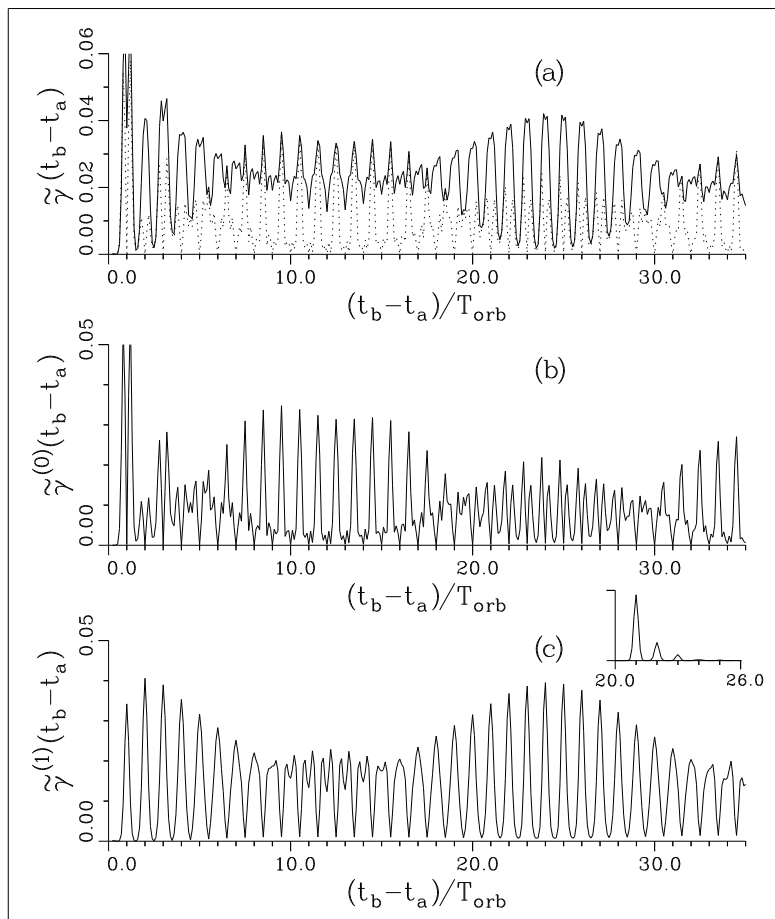 0.06
0.04
0.02
0.00
γ̃(t_b−t_a)
(a)
0.0 10.0 20.0 30.0
(t_b−t_a)/T_orb
0.05
0.00
γ̃^(0)(t_b−t_a)
(b)
0.0 10.0 20.0 30.0
(t_b−t_a)/T_orb
0.05
0.00
γ̃^(1)(t_b−t_a)
(c)
20.0 26.0
0.0 10.0 20.0 30.0
(t_b−t_a)/T_orb